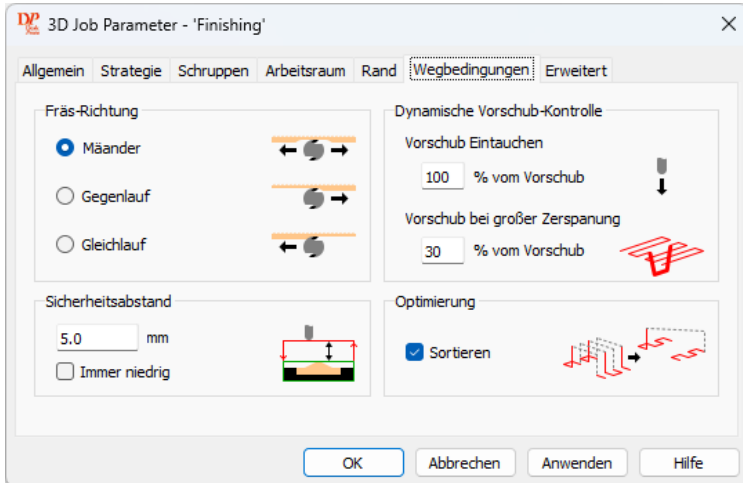 3D Job Parameter - 'Finishing'
Allgemein Strategie Schruppen Arbeitsraum Rand Wegbedingungen Erweitert
Fräs-Richtung
Mäander
Gegenlauf
Gleichlauf
Dynamische Vorschub-Kontrolle
Vorschub Eintauchen
100 % vom Vorschub
Vorschub bei großer Zerspanung
30 % vom Vorschub
Sicherheitsabstand
5.0 mm
Immer niedrig
Optimierung
Sortieren
OK Abbrechen Anwenden Hilfe